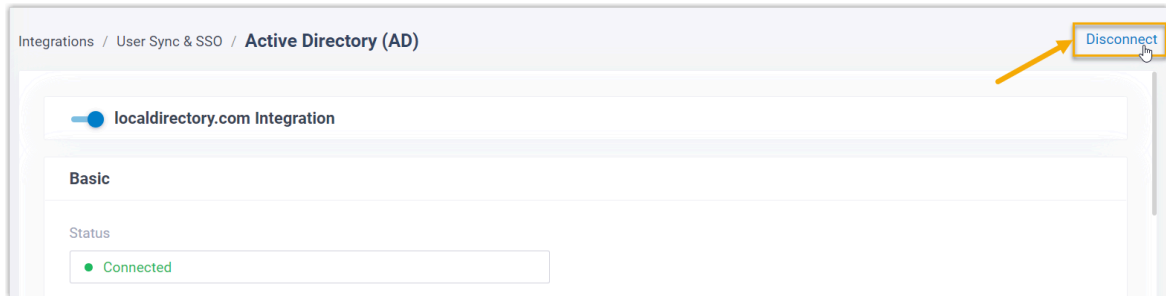 Integrations / User Sync & SSO / Active Directory (AD)
Disconnect
localdirectory.com Integration
Basic
Status
Connected